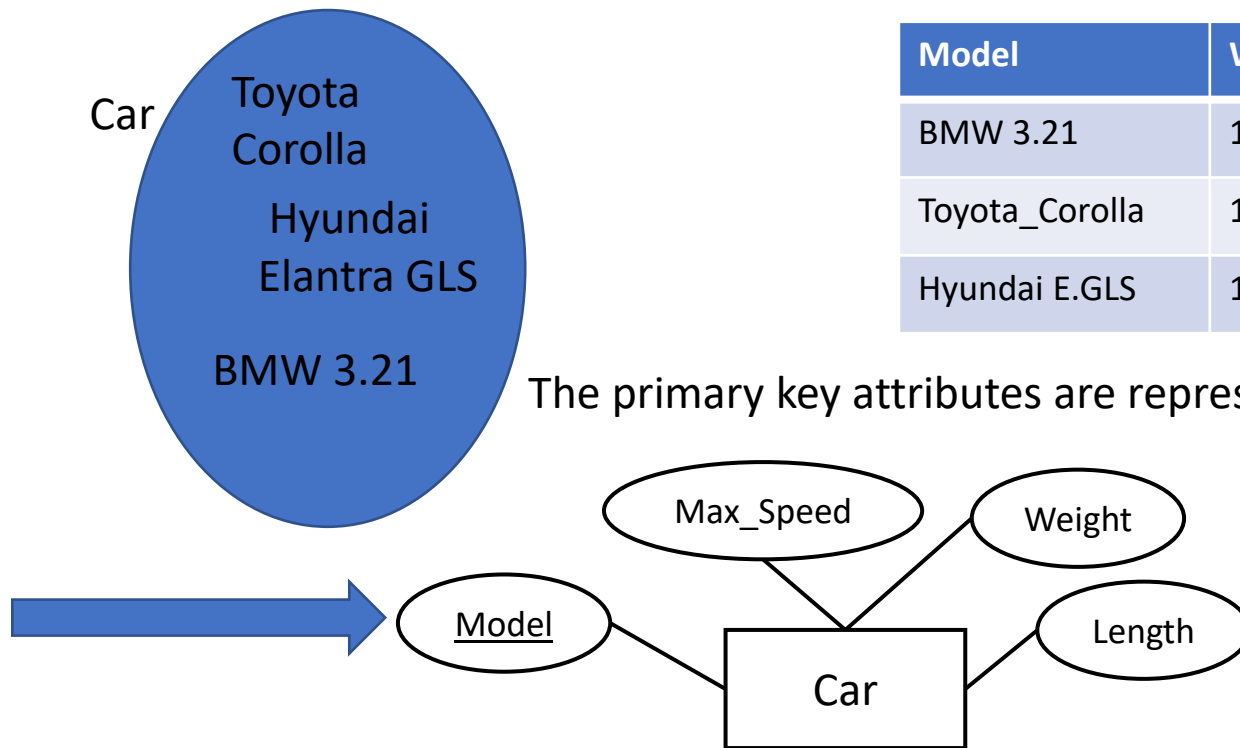 Car
Toyota
Corolla
Hyundai
Elantra GLS
BMW 3.21
Model
BMW 3.21
Toyota_Corolla
Hyundai E.GLS
The primary key attributes are
Max_Speed
Weight
Model
Length
Car